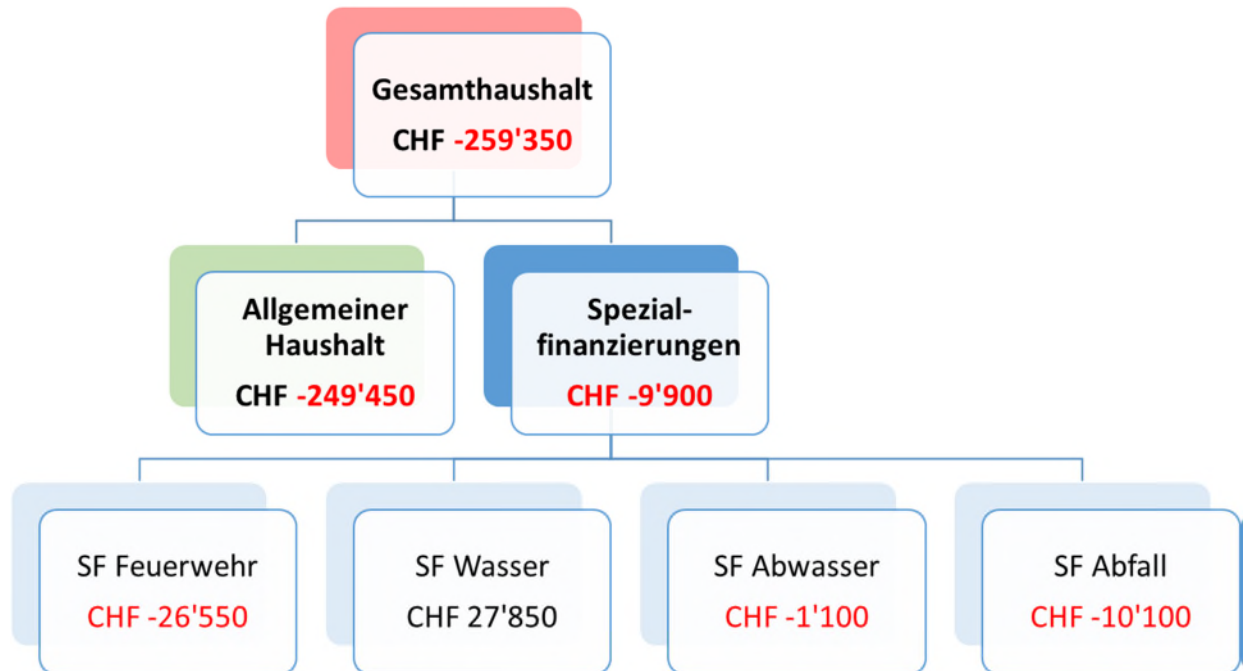 Gesamthaushalt
CHF -259'350
Allgemeiner
Haushalt
CHF -249'450
Spezial-
finanzierungen
CHF -9'900
SF Feuerwehr
CHF -26'550
SF Wasser
CHF 27'850
SF Abwasser
CHF -1'100
SF Abfall
CHF -10'100